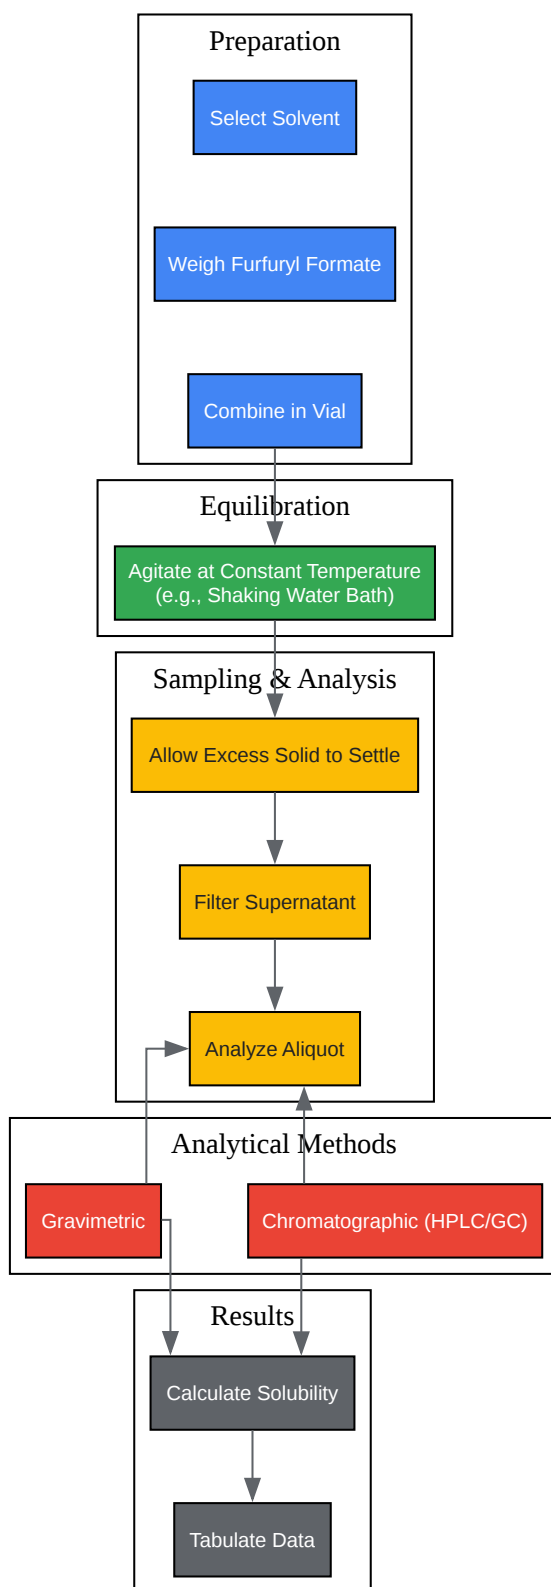 Preparation
Select Solvent
Weigh Furfuryl Formate
Combine in Vial
Equilibration
Agitate at Constant Temperature
(e.g., Shaking Water Bath)
Sampling & Analysis
Allow Excess Solid to Settle
Filter Supernatant
Analyze Aliquot
Analytical Methods
Gravimetric
Chromatographic (HPLC/GC)
Results
Calculate Solubility
Tabulate Data